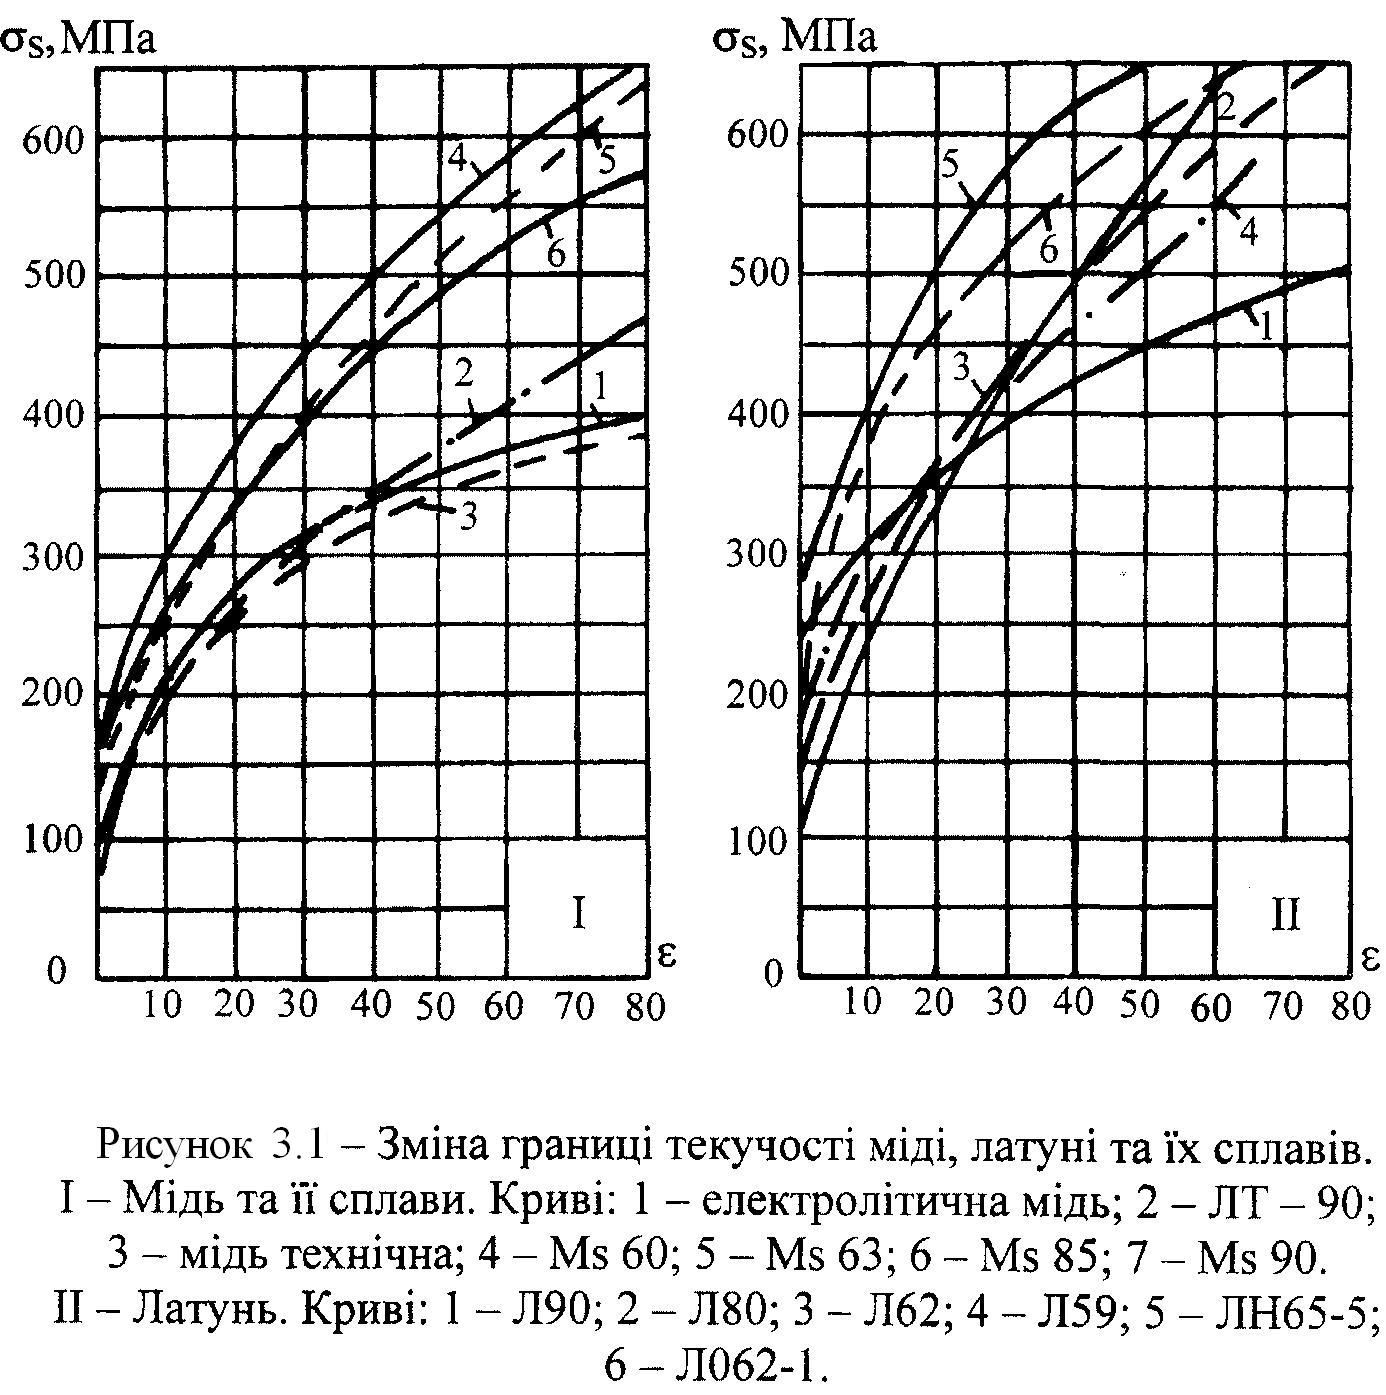 σS, МПа
600
500
400
300
200
100
0
4
5
6
2
1
3
I
ε
10 20 30 40 50 60 70 80
σS, МПа
600
500
400
300
200
100
0
5
2
6
4
3
1
II
ε
10 20 30 40 50 60 70 80
Рисунок 3.1 – Зміна границі текучості міді, латуні та їх сплавів.
I – Мідь та її сплави. Криві: 1 – електролітична мідь; 2 – ЛТ – 90;
3 – мідь технічна; 4 – Ms 60; 5 – Ms 63; 6 – Ms 85; 7 – Ms 90.
II – Латунь. Криві: 1 – Л90; 2 – Л80; 3 – Л62; 4 – Л59; 5 – ЛН65-5;
6 – Л062-1.